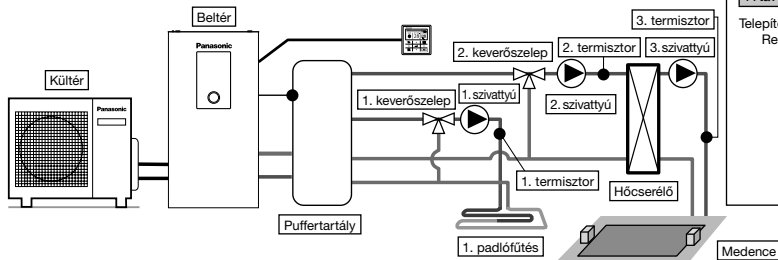 Beltér
3. termisztor
Telepít
Re
Panasonic
2. keverőszelep
2. termisztor
3.szivattyú
Kültér
Panasonic
1. keverőszelep
1.szivattyú
2.szivattyú
1. termisztor
Hőcserélő
Puffertartály
1. padlófűtés
Medence